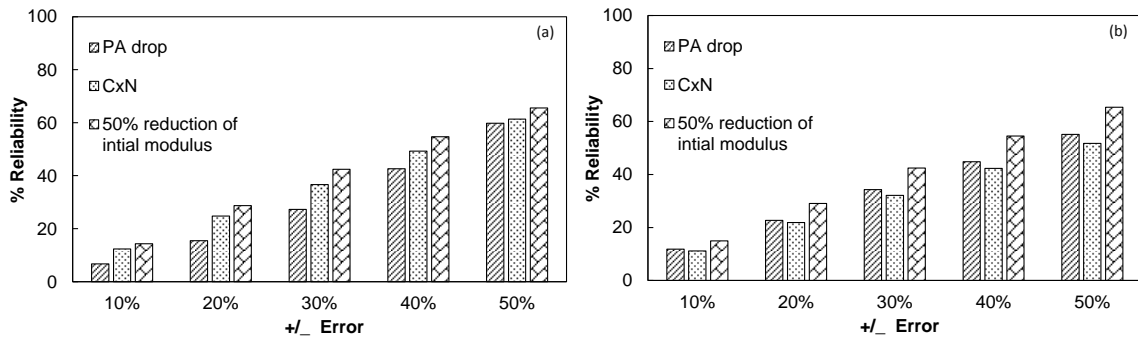 (a)
100
80
60
40
20
0
% Reliability
PA drop
CxN
50% reduction of
intial modulus
10% 20% 30% 40% 50%
+/_ Error
(b)
100
80
60
40
20
0
% Reliability
PA drop
CxN
50% reduction of
intial modulus
10% 20% 30% 40% 50%
+/_ Error